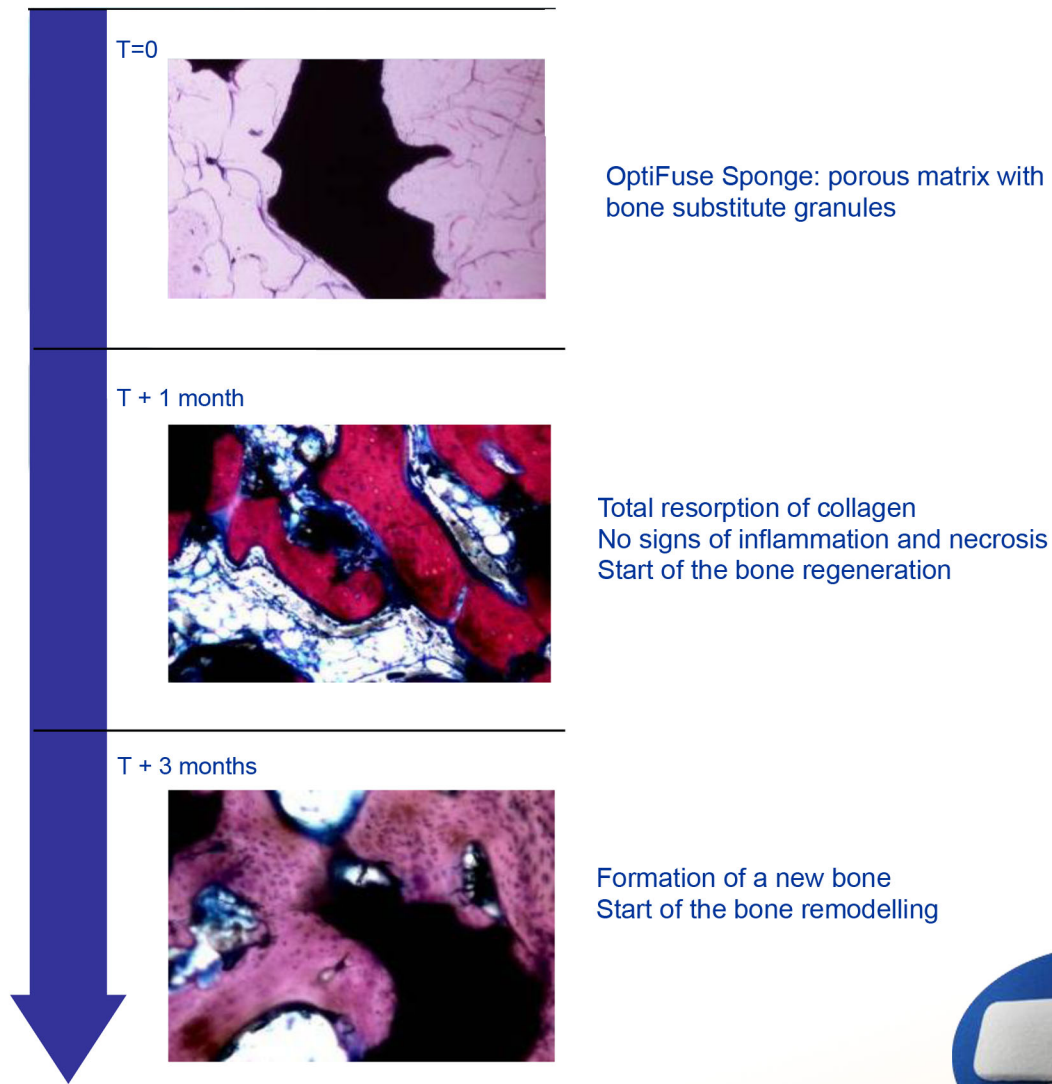 T=0
OptiFuse Sponge: porous matrix with
bone substitute granules
T + 1 month
Total resorption of collagen
No signs of inflammation and necrosis
Start of the bone regeneration
T + 3 months
Formation of a new bone
Start of the bone remodelling